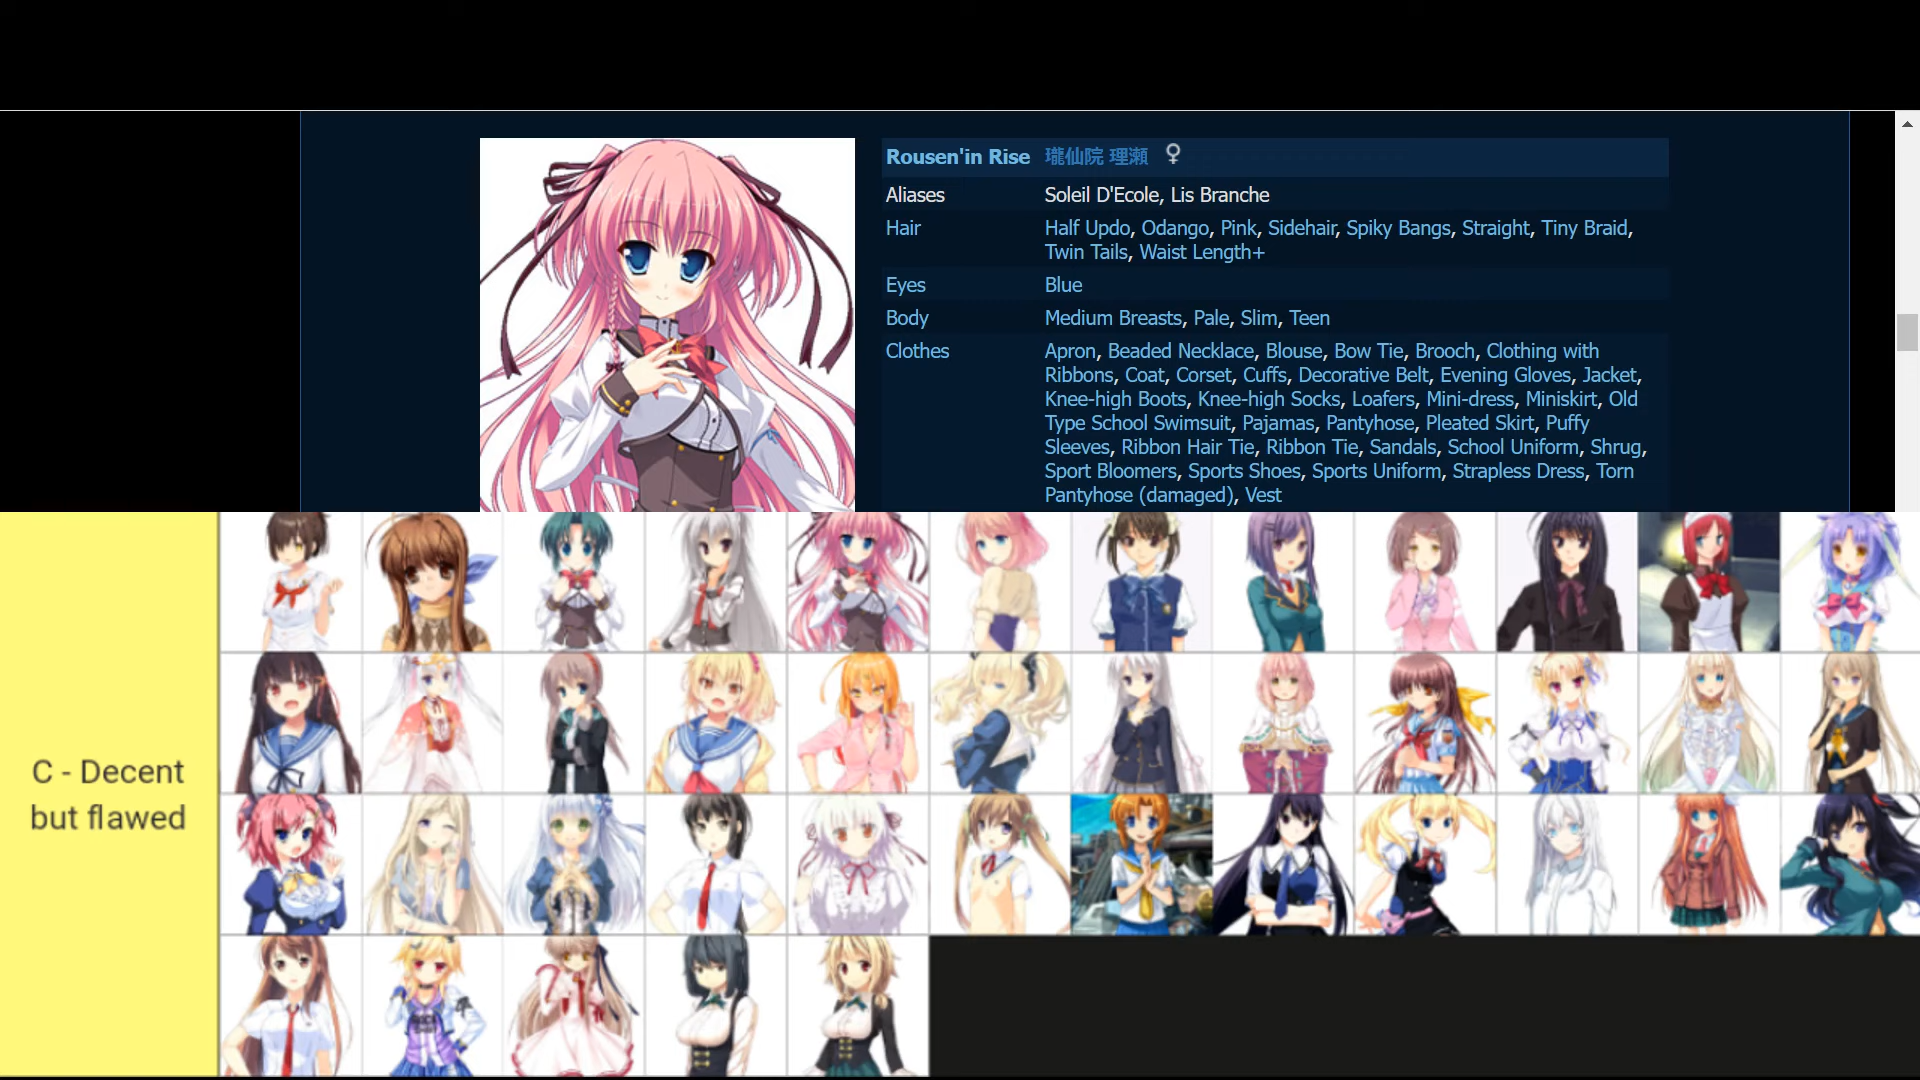 Rousen'in Rise 瓏仙院 理瀬 ♀
Aliases Soleil D'Ecole, Lis Branche
Hair Half Updo, Odango, Pink, Sidehair, Spiky Bangs, Straight, Tiny Braid,
Twin Tails, Waist Length+
Eyes Blue
Body Medium Breasts, Pale, Slim, Teen
Clothes Apron, Beaded Necklace, Blouse, Bow Tie, Brooch, Clothing with
Ribbons, Coat, Corset, Cuffs, Decorative Belt, Evening Gloves, Jacket,
Knee-high Boots, Knee-high Socks, Loafers, Mini-dress, Miniskirt, Old
Type School Swimsuit, Pajamas, Pantyhose, Pleated Skirt, Puffy
Sleeves, Ribbon Hair Tie, Ribbon Tie, Sandals, School Uniform, Shrug,
Sport Bloomers, Sports Shoes, Sports Uniform, Strapless Dress, Torn
Pantyhose (damaged), Vest
C - Decent
but flawed